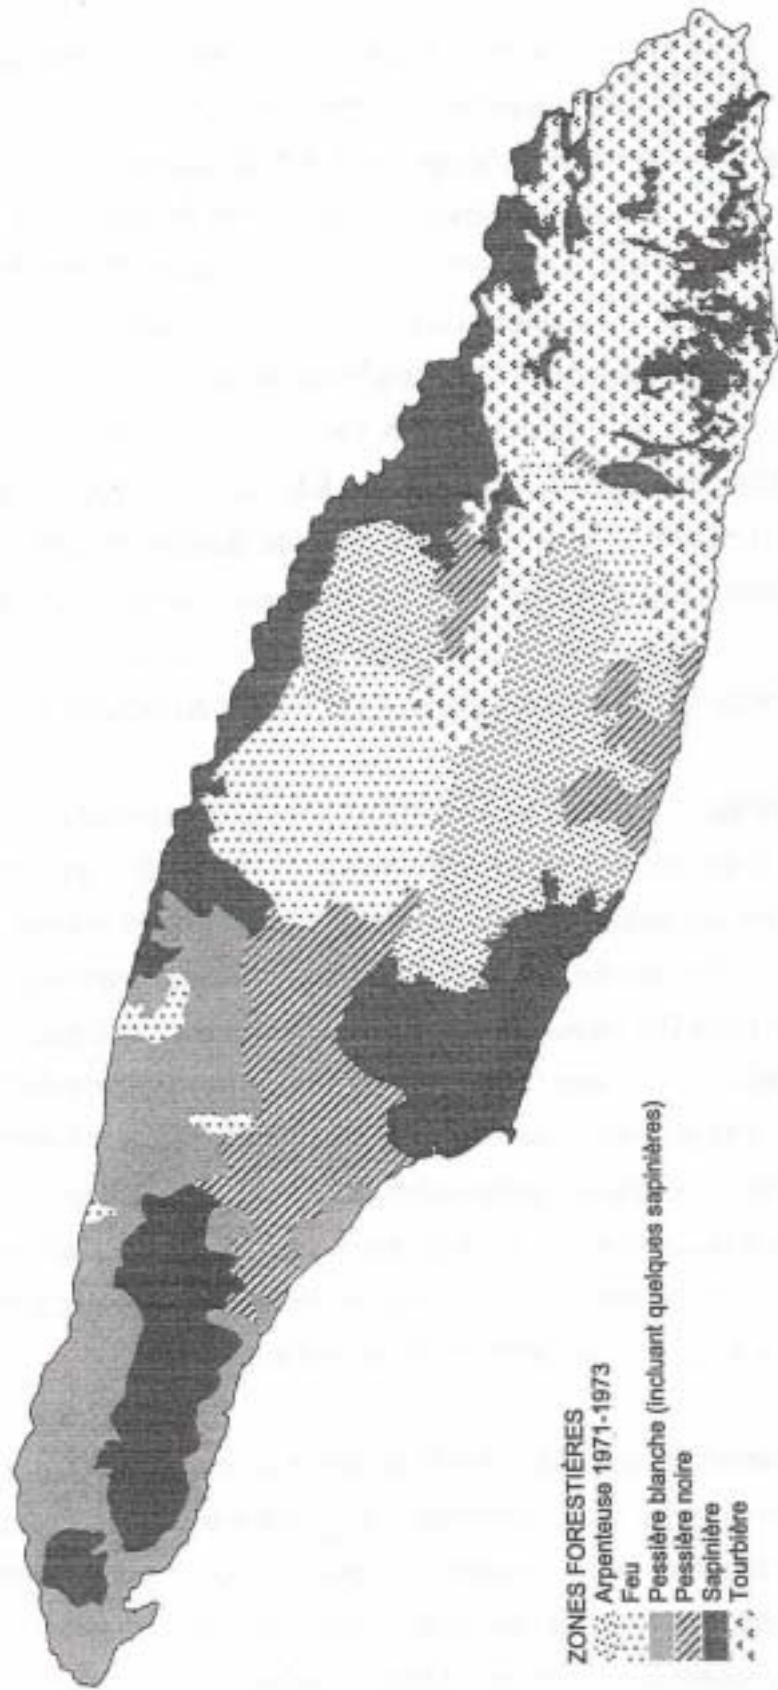 ZONES FORESTIÈRES
Arpenteuse 1971-1973
Feu
Pessière blanche (incluant quelques sapinières)
Pessière noire
Sapinière
Tourbière